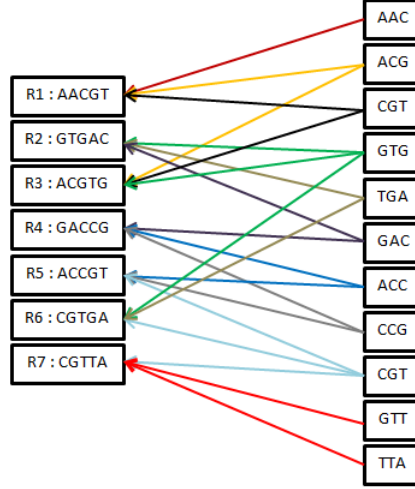 AAC
ACG
R1 : AACGT
CGT
R2 : GTGAC
GTG
R3 : ACGTG
TGA
R4 : GACCG
GAC
R5 : ACCGT
ACC
R6 : CGTGA
CCG
R7 : CGTTA
CGT
GTT
TTA